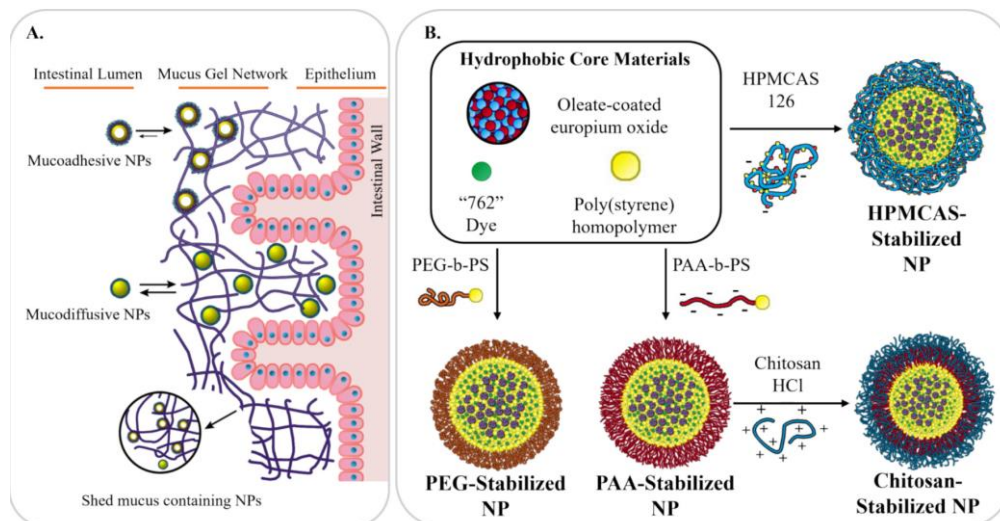 A.
Intestinal Lumen
Mucus Gel Network
Epithelium
Mucoadhesive NPs
Intestinal Wall
Mucodiffusive NPs
Shed mucus containing NPs
B.
Hydrophobic Core Materials
Oleate-coated
europium oxide
“762”
Dye
Poly(styrene)
homopolymer
HPMCAS
126
HPMCAS-
Stabilized
NP
PEG-b-PS
PAA-b-PS
Chitosan
HCl
PEG-Stabilized
NP
PAA-Stabilized
NP
Chitosan-
Stabilized NP